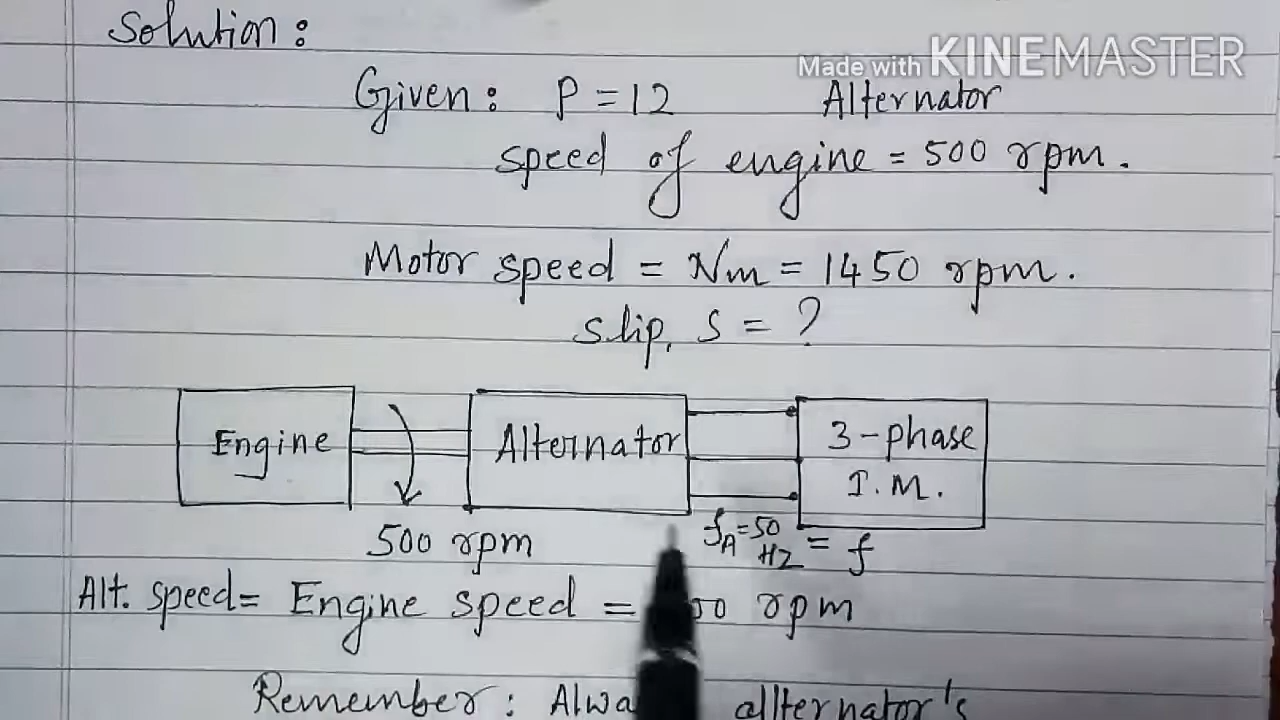 Solution :
Made with KINEMASTER
Given : P = 12 Alternator
speed of engine = 500 rpm.
Motor speed = Nm = 1450 rpm.
Slip, S = ?
Engine
Alternator
3-phase
I.M.
500 rpm
fA = 50 Hz = f
Alt. speed = Engine speed = rpm
Remember : allternator's